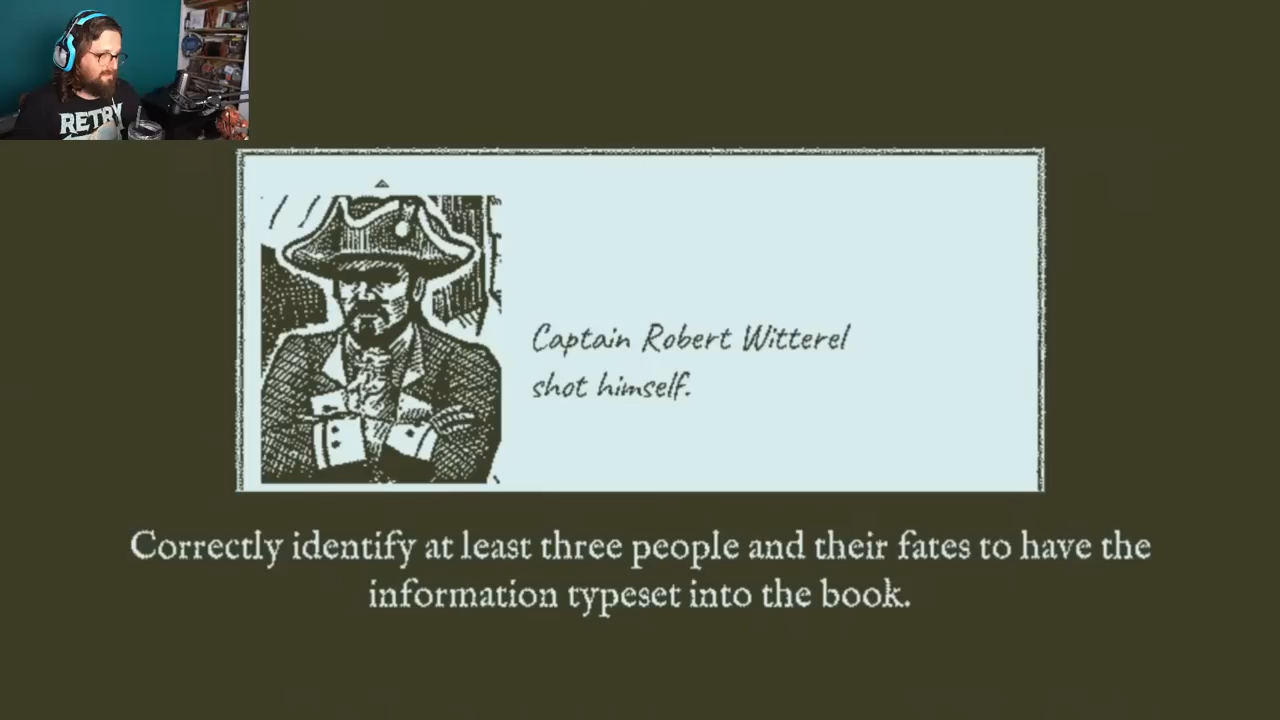 RETRY
Captain Robert Witterel
shot himself.
Correctly identify at least three people and their fates to have the
information typeset into the book.